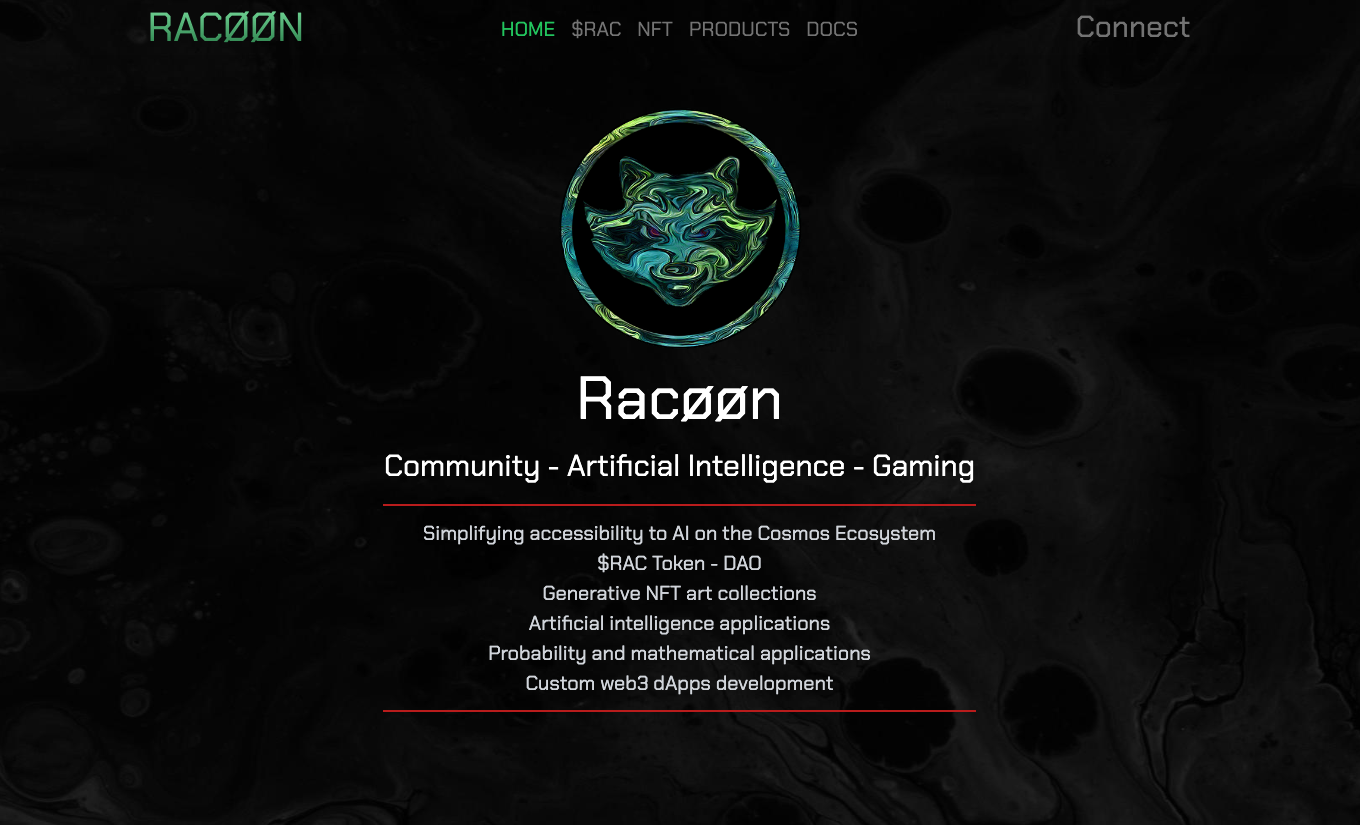 RACØØN
HOME $RAC NFT PRODUCTS DOCS
Connect
Racøøn
Community - Artificial Intelligence - Gaming
Simplifying accessibility to AI on the Cosmos Ecosystem
$RAC Token - DAO
Generative NFT art collections
Artificial intelligence applications
Probability and mathematical applications
Custom web3 dApps development